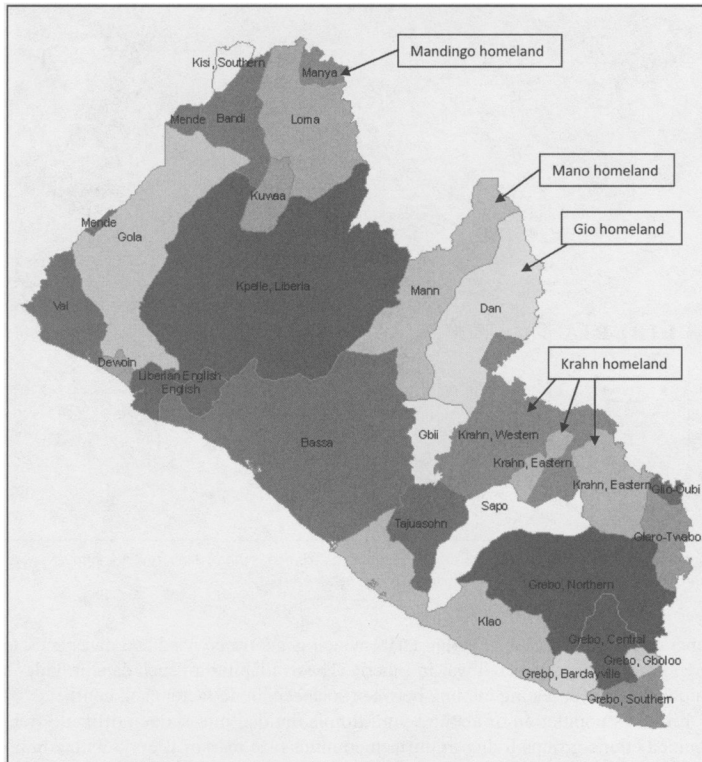 Mandingo homeland
Kisi, Southern
Manya
Mende
Bandi
Loma
Mano homeland
Kuwaa
Mende
Gola
Gio homeland
Kpelle, Liberia
Mann
Dan
Vai
Krahn homeland
Dewoin
Liberian English
English
Bassa
Gbii
Krahn, Western
Krahn, Eastern
Krahn, Eastern
Glio-Oubi
Sapo
Tajuasohn
Glaro-Twabo
Grebo, Northern
Klao
Grebo, Central
Grebo, Gboloo
Grebo, Barclayville
Grebo, Southern